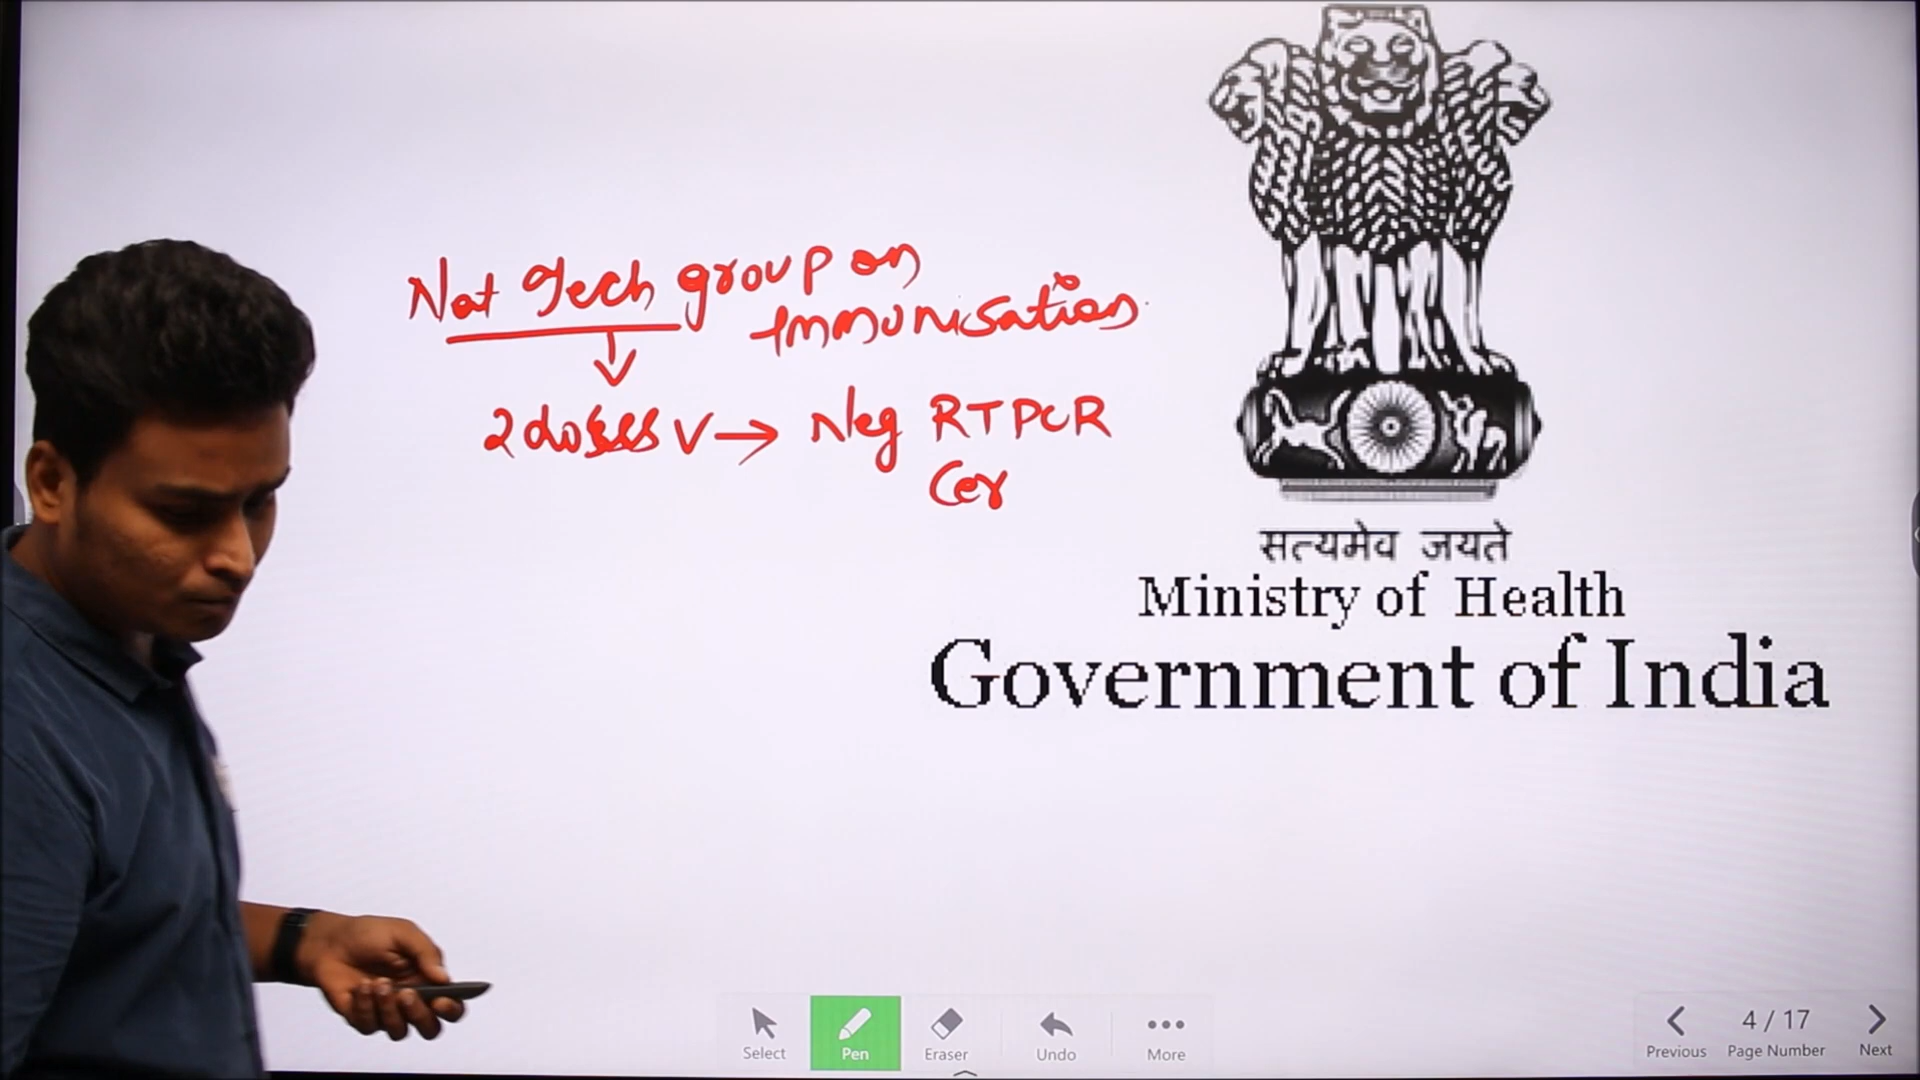 Nat Tech group on
Immunisation
2 doses V → Neg RTPCR
Cer
सत्यमेव जयते
Ministry of Health
Government of India
Select
Pen
Eraser
Undo
More
4 / 17
Previous
Page Number
Next